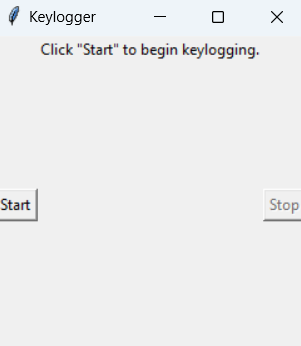 Keylogger
Click "Start" to begin keylogging.
Start
Stop